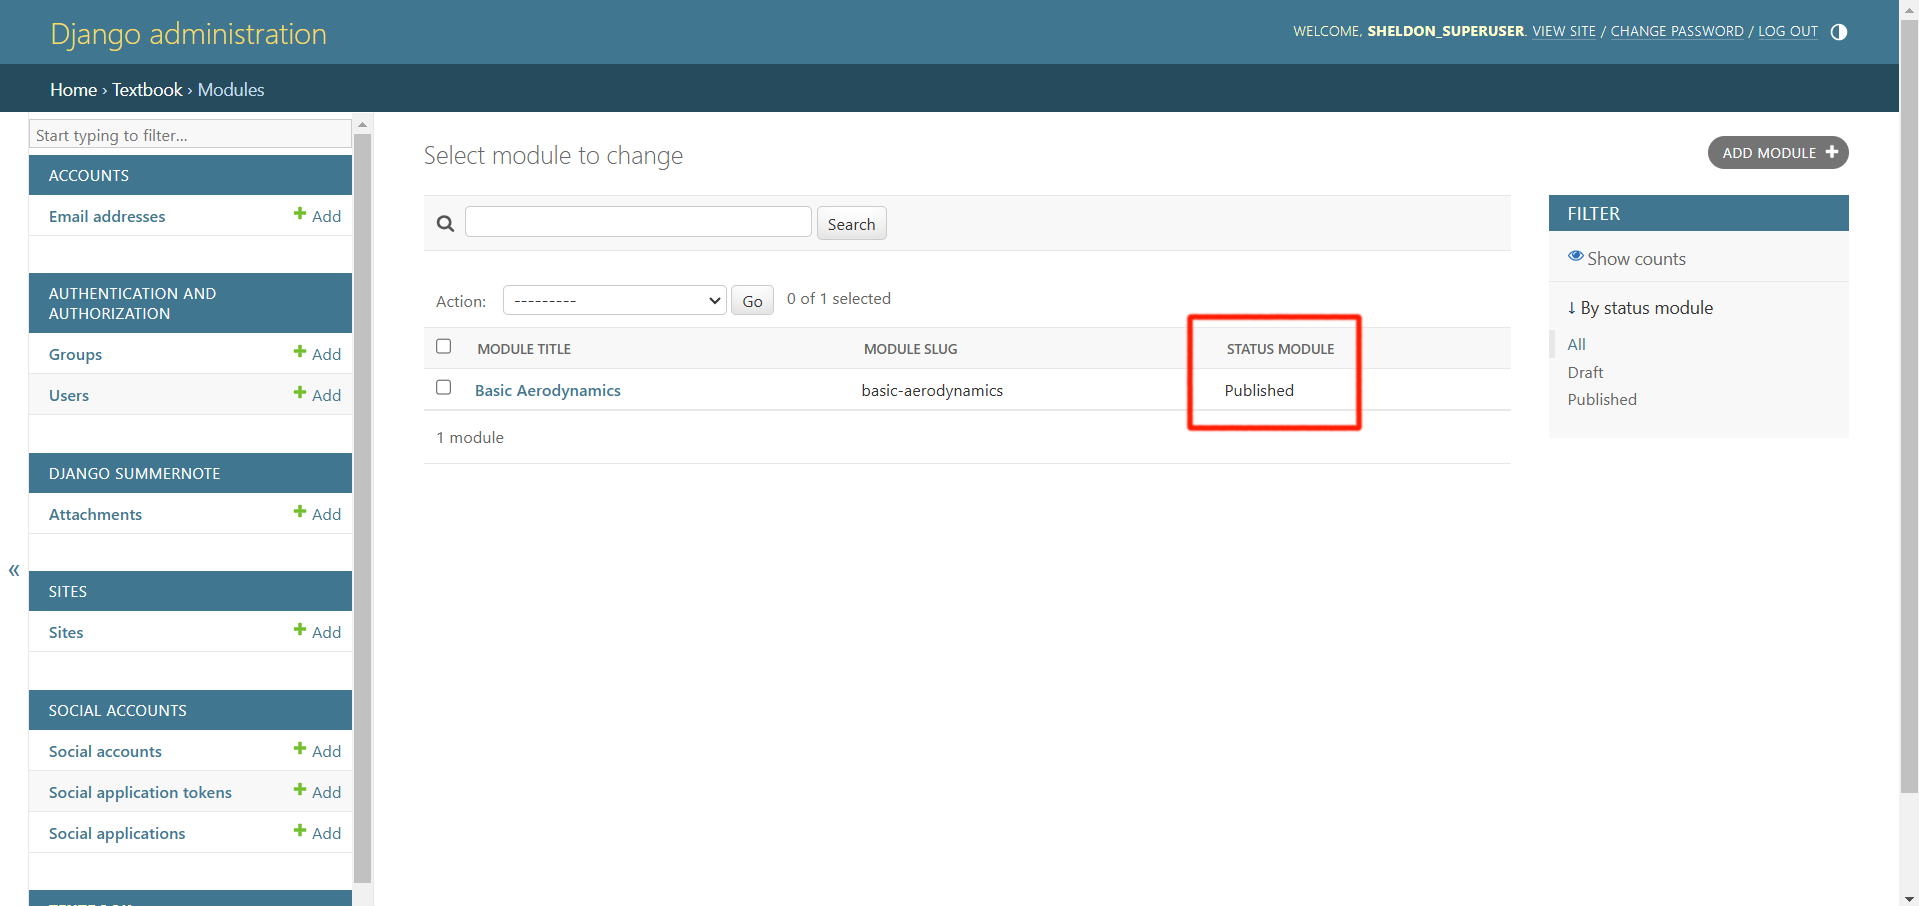 Django administration
WELCOME, SHELDON_SUPERUSER. VIEW SITE / CHANGE PASSWORD / LOG OUT
Home › Textbook › Modules
Start typing to filter...
ACCOUNTS
Email addresses
Add
AUTHENTICATION AND
AUTHORIZATION
Groups
Add
Users
Add
DJANGO SUMMERNOTE
Attachments
Add
«
SITES
Sites
Add
SOCIAL ACCOUNTS
Social accounts
Add
Social application tokens
Add
Social applications
Add
Select module to change
ADD MODULE +
Search
Action:
---------
Go
0 of 1 selected
MODULE TITLE
MODULE SLUG
STATUS MODULE
Basic Aerodynamics
basic-aerodynamics
Published
1 module
FILTER
Show counts
↓ By status module
All
Draft
Published